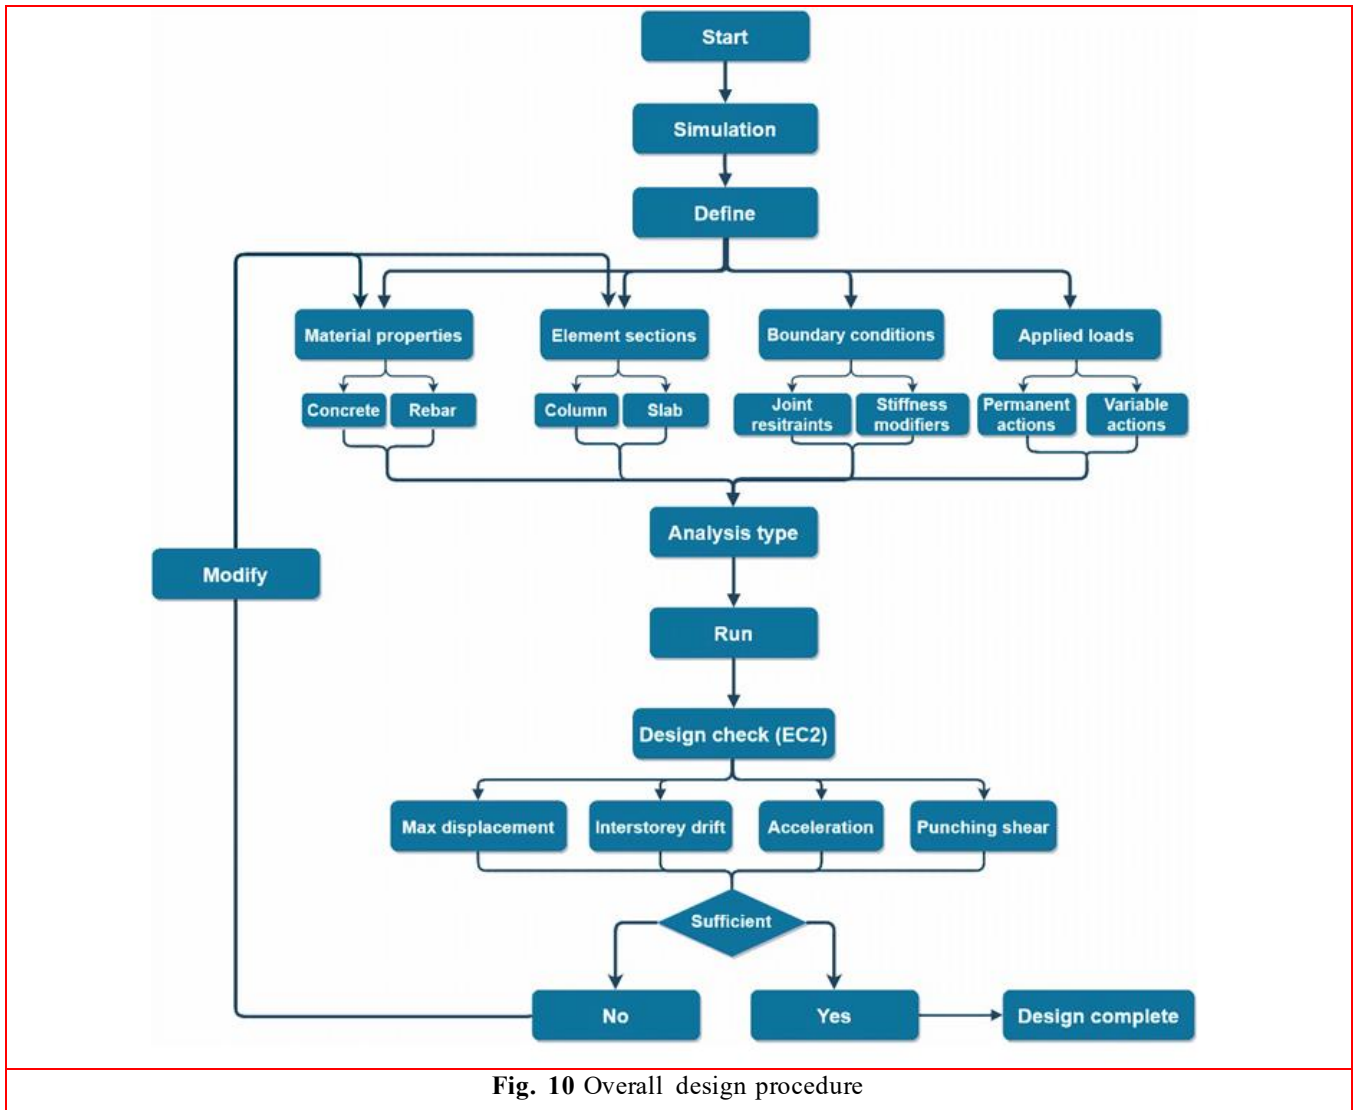 Start
Simulation
Define
Material properties
Element sections
Boundary conditions
Applied loads
Concrete
Rebar
Column
Slab
Joint
resitraints
Stiffness
modifiers
Permanent
actions
Variable
actions
Analysis type
Modify
Run
Design check (EC2)
Max displacement
Interstorey drift
Acceleration
Punching shear
Sufficient
No
Yes
Design complete
Fig. 10 Overall design procedure